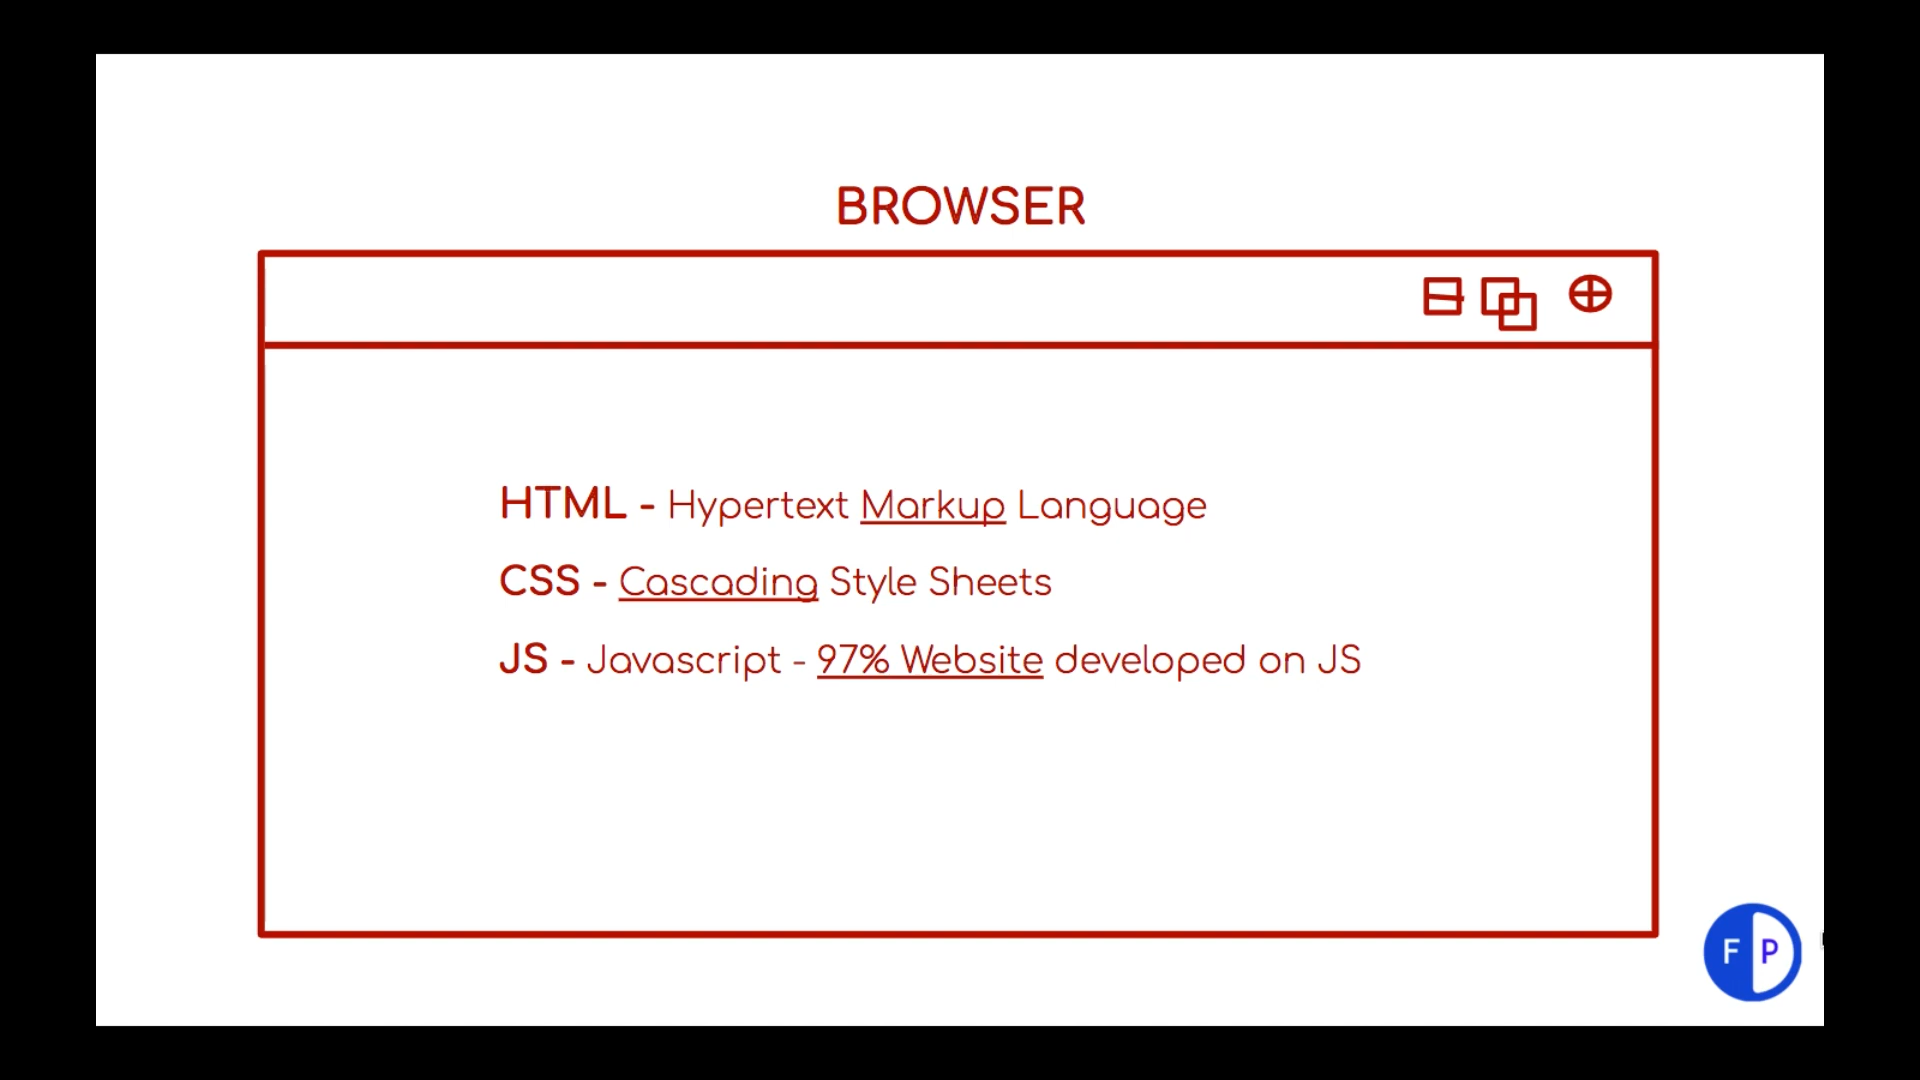 BROWSER
HTML - Hypertext Markup Language
CSS - Cascading Style Sheets
JS - Javascript - 97% Website developed on JS
F P